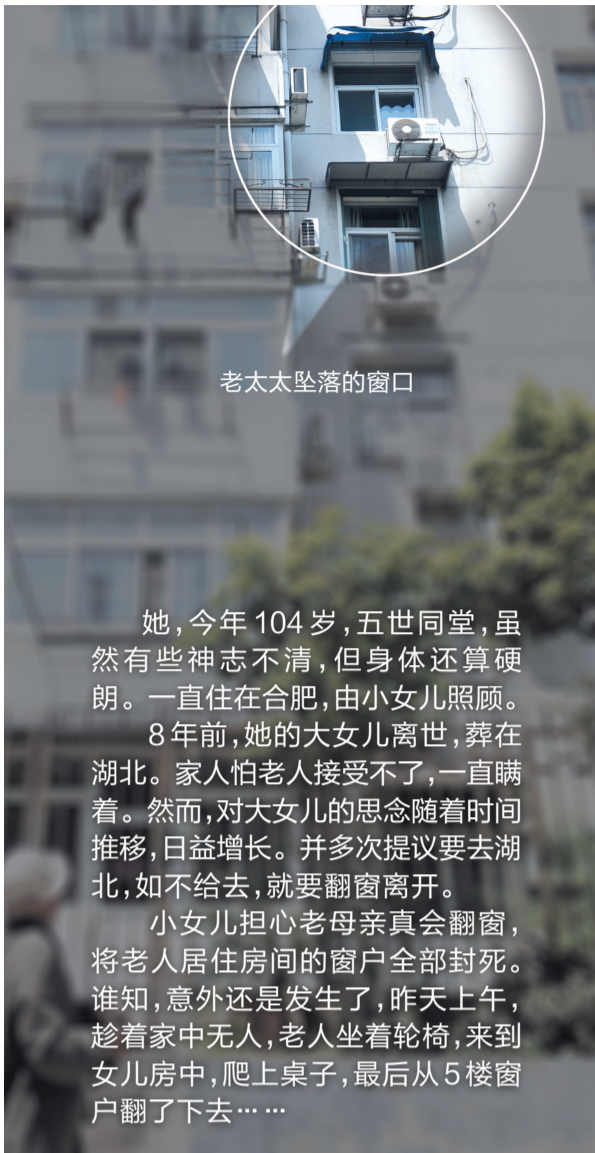 老太太坠落的窗口
她，今年104岁，五世同堂，虽
然有些神志不清，但身体还算硬
朗。一直住在合肥，由小女儿照顾。
8年前，她的大女儿离世，葬在
湖北。家人怕老人接受不了，一直瞒
着。然而，对大女儿的思念随着时间
推移，日益增长。并多次提议要去湖
北，如不给去，就要翻窗离开。
小女儿担心老母亲真会翻窗，
将老人居住房间的窗户全部封死。
谁知，意外还是发生了，昨天上午，
趁着家中无人，老人坐着轮椅，来到
女儿房中，爬上桌子，最后从5楼窗
户翻了下去……